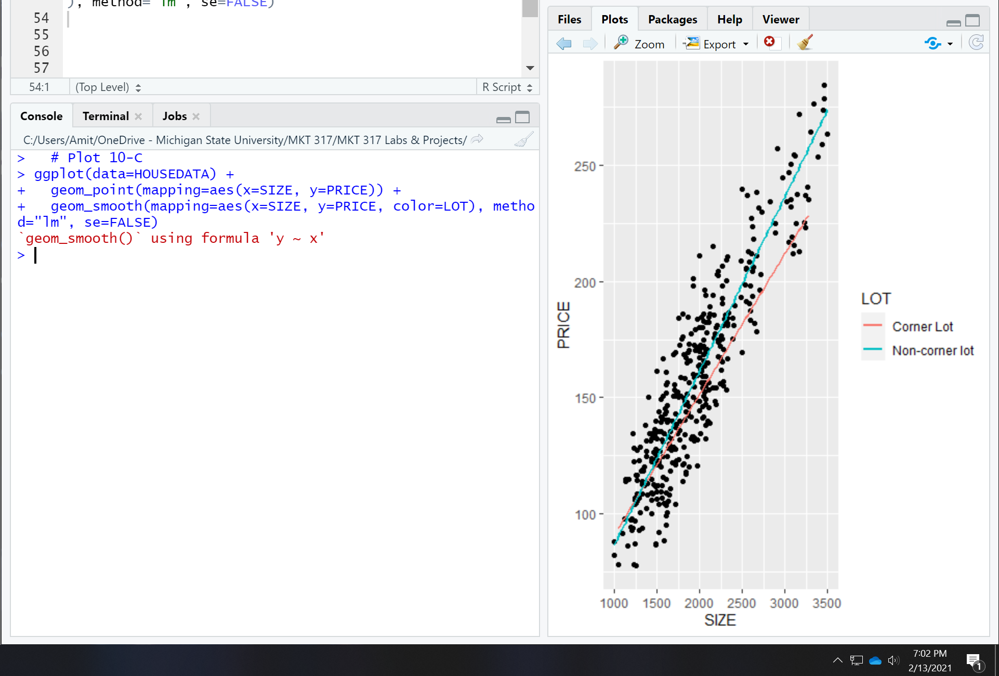 ), method="lm", se=FALSE)
54
55
56
57
54:1 (Top Level) R Script
Console Terminal Jobs
C:/Users/Amit/OneDrive - Michigan State University/MKT 317/MKT 317 Labs & Projects/
>   # Plot 10-C
> ggplot(data=HOUSEDATA) +
+   geom_point(mapping=aes(x=SIZE, y=PRICE)) +
+   geom_smooth(mapping=aes(x=SIZE, y=PRICE, color=LOT), metho
d="lm", se=FALSE)
`geom_smooth()` using formula 'y ~ x'
>
Files Plots Packages Help Viewer
Zoom Export
250
200
150
100
PRICE
1000 1500 2000 2500 3000 3500
SIZE
LOT
Corner Lot
Non-corner lot
7:02 PM
2/13/2021
1